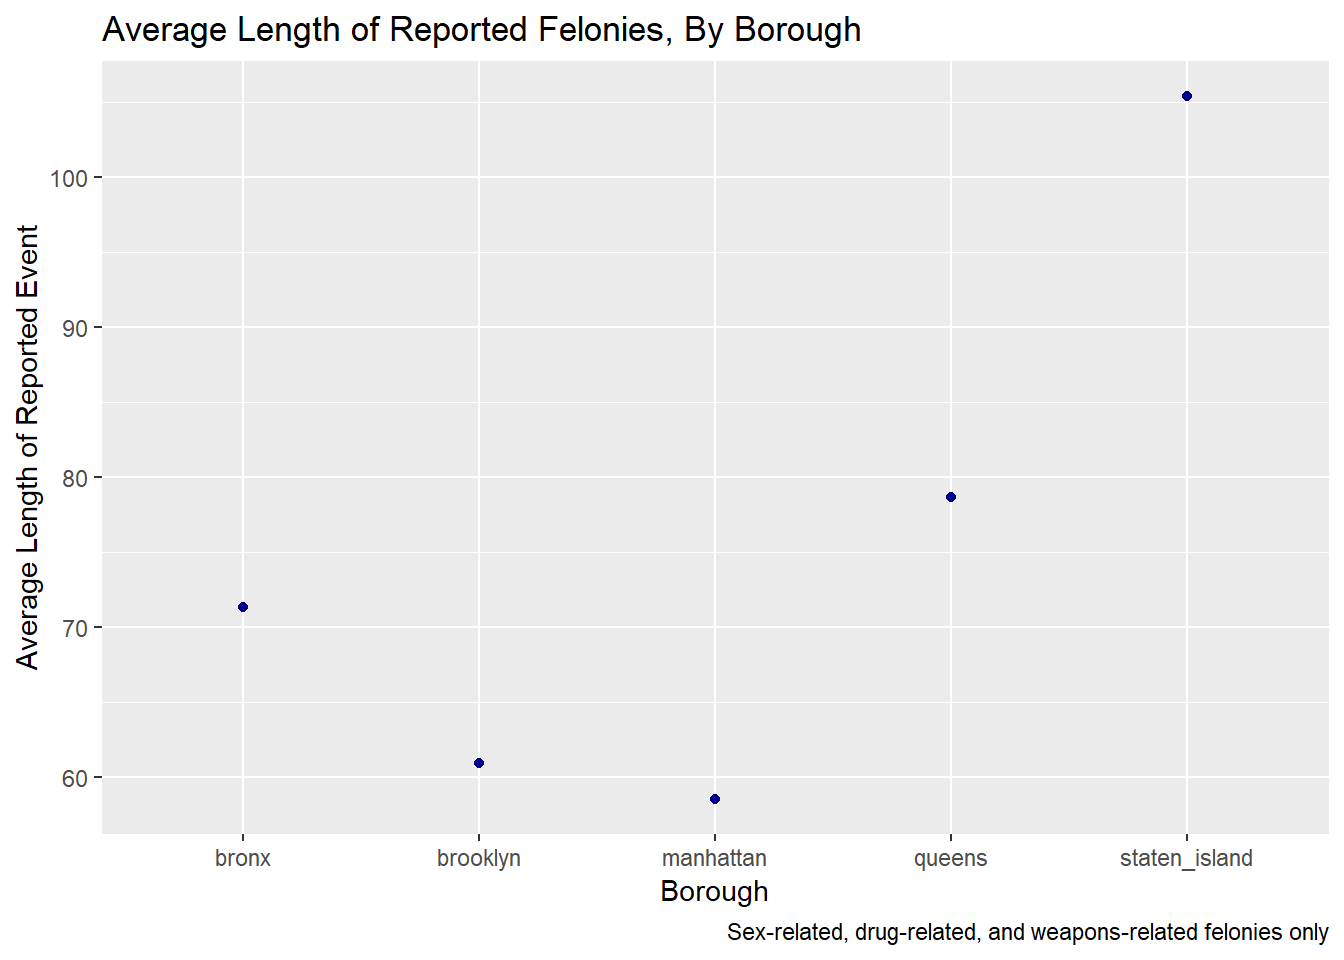 Average Length of Reported Felonies, By Borough
Average Length of Reported Event
100
90
80
70
60
bronx brooklyn manhattan queens staten_island
Borough
Sex-related, drug-related, and weapons-related felonies only